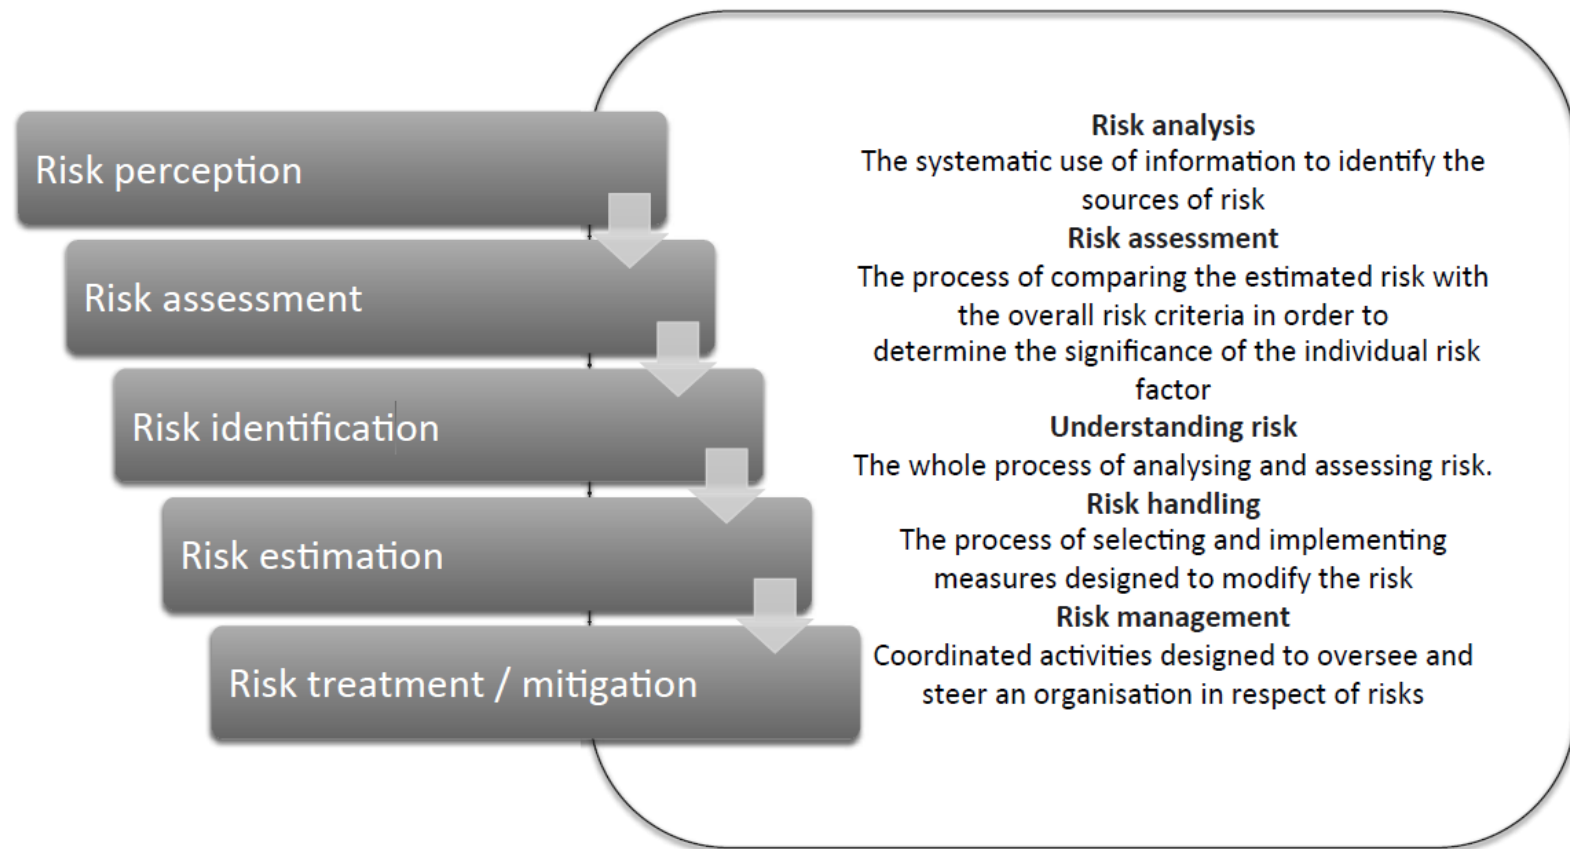 Risk perception
Risk assessment
Risk identification
Risk estimation
Risk treatment / mitigation
Risk analysis
The systematic use of information to identify the
sources of risk
Risk assessment
The process of comparing the estimated risk with
the overall risk criteria in order to
determine the significance of the individual risk
factor
Understanding risk
The whole process of analysing and assessing risk.
Risk handling
The process of selecting and implementing
measures designed to modify the risk
Risk management
Coordinated activities designed to oversee and
steer an organisation in respect of risks